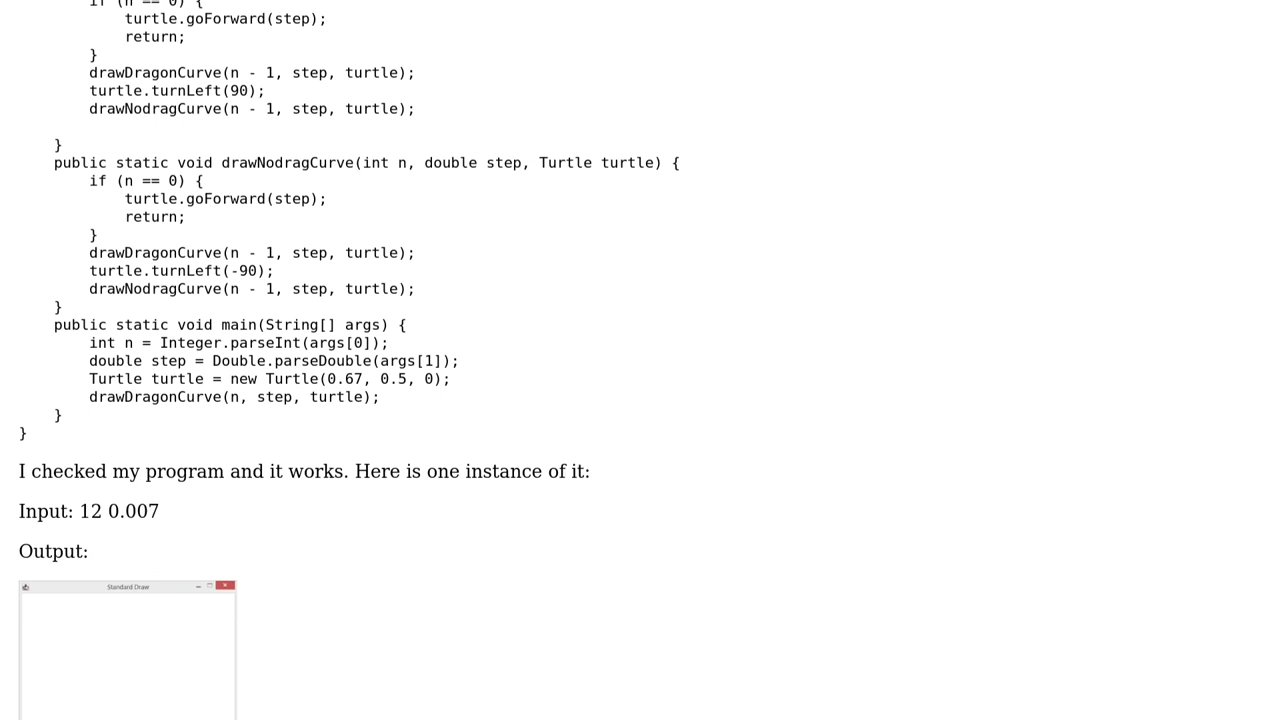 if (n == 0) {
turtle.goForward(step);
return;
}
drawDragonCurve(n - 1, step, turtle);
turtle.turnLeft(90);
drawNodragCurve(n - 1, step, turtle);
}
public static void drawNodragCurve(int n, double step, Turtle turtle) {
if (n == 0) {
turtle.goForward(step);
return;
}
drawDragonCurve(n - 1, step, turtle);
turtle.turnLeft(-90);
drawNodragCurve(n - 1, step, turtle);
}
public static void main(String[] args) {
int n = Integer.parseInt(args[0]);
double step = Double.parseDouble(args[1]);
Turtle turtle = new Turtle(0.67, 0.5, 0);
drawDragonCurve(n, step, turtle);
}
}
I checked my program and it works. Here is one instance of it:
Input: 12 0.007
Output:
Standard Draw